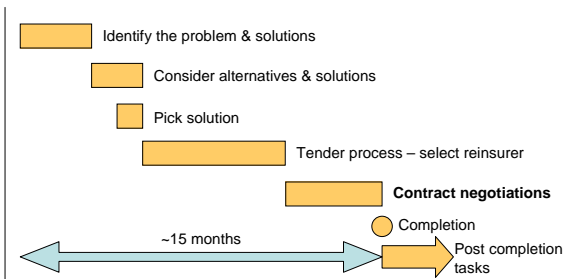 Identify the problem & solutions
Consider alternatives & solutions
Pick solution
Tender process – select reinsurer
Contract negotiations
Completion
~15 months
Post completion
tasks